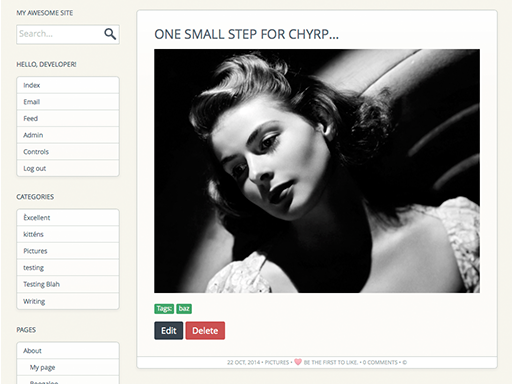 MY AWESOME SITE
Search...
HELLO, DEVELOPER!
Index
Email
Feed
Admin
Controls
Log out
CATEGORIES
Èxcellent
kittëns
Pictures
testing
Testing Blah
Writing
PAGES
About
My page
ONE SMALL STEP FOR CHYRP...
Tags: baz
Edit Delete
22 OCT, 2014 • PICTURES • BE THE FIRST TO LIKE. • 0 COMMENTS • ©